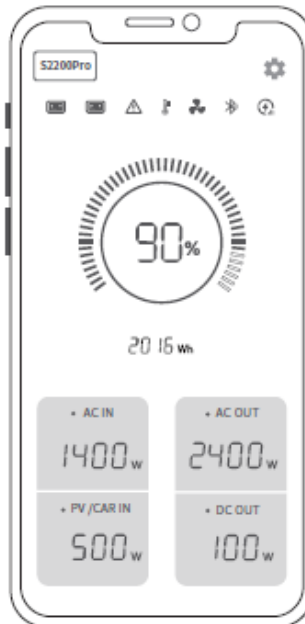 S2200Pro
90%
2016 Wh
• AC IN
1400w
• AC OUT
2400w
• PV /CAR IN
500w
• DC OUT
100w